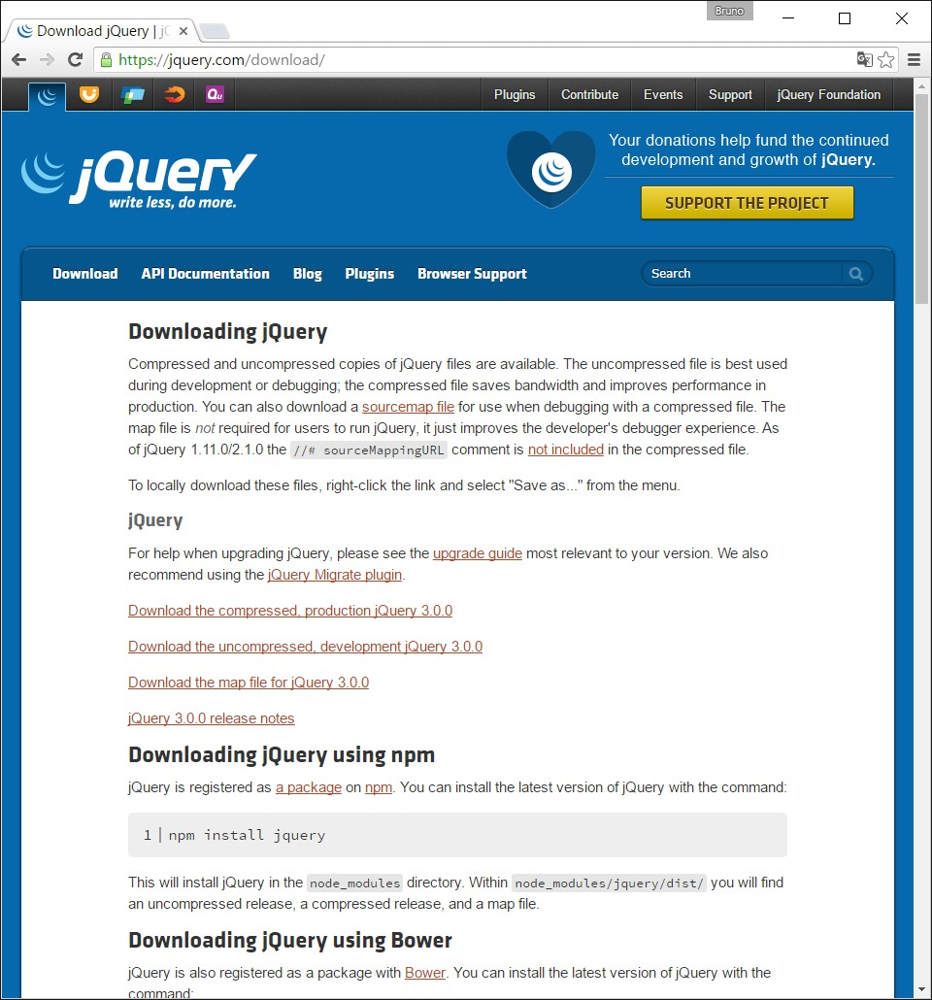 Bruno
Download jQuery | jQ
https://jquery.com/download/
Plugins Contribute Events Support jQuery Foundation
jQuery
write less, do more.
Your donations help fund the continued
development and growth of jQuery.
SUPPORT THE PROJECT
Download API Documentation Blog Plugins Browser Support Search
Downloading jQuery
Compressed and uncompressed copies of jQuery files are available. The uncompressed file is best used
during development or debugging; the compressed file saves bandwidth and improves performance in
production. You can also download a sourcemap file for use when debugging with a compressed file. The
map file is not required for users to run jQuery, it just improves the developer's debugger experience. As
of jQuery 1.11.0/2.1.0 the //# sourceMappingURL comment is not included in the compressed file.
To locally download these files, right-click the link and select "Save as..." from the menu.
jQuery
For help when upgrading jQuery, please see the upgrade guide most relevant to your version. We also
recommend using the jQuery Migrate plugin.
Download the compressed, production jQuery 3.0.0
Download the uncompressed, development jQuery 3.0.0
Download the map file for jQuery 3.0.0
jQuery 3.0.0 release notes
Downloading jQuery using npm
jQuery is registered as a package on npm. You can install the latest version of jQuery with the command:
1 | npm install jquery
This will install jQuery in the node_modules directory. Within node_modules/jquery/dist/ you will find
an uncompressed release, a compressed release, and a map file.
Downloading jQuery using Bower
jQuery is also registered as a package with Bower. You can install the latest version of jQuery with the
command: